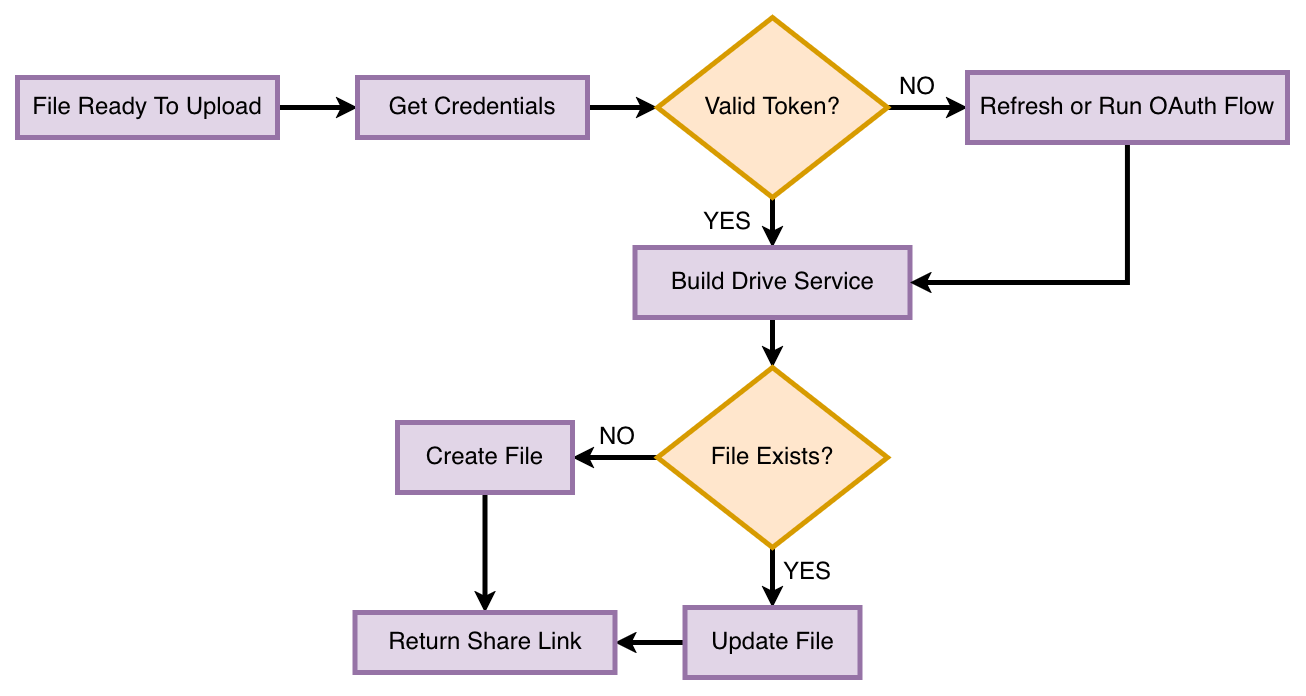 File Ready To Upload
Get Credentials
Valid Token?
NO
Refresh or Run OAuth Flow
YES
Build Drive Service
File Exists?
NO
Create File
YES
Update File
Return Share Link